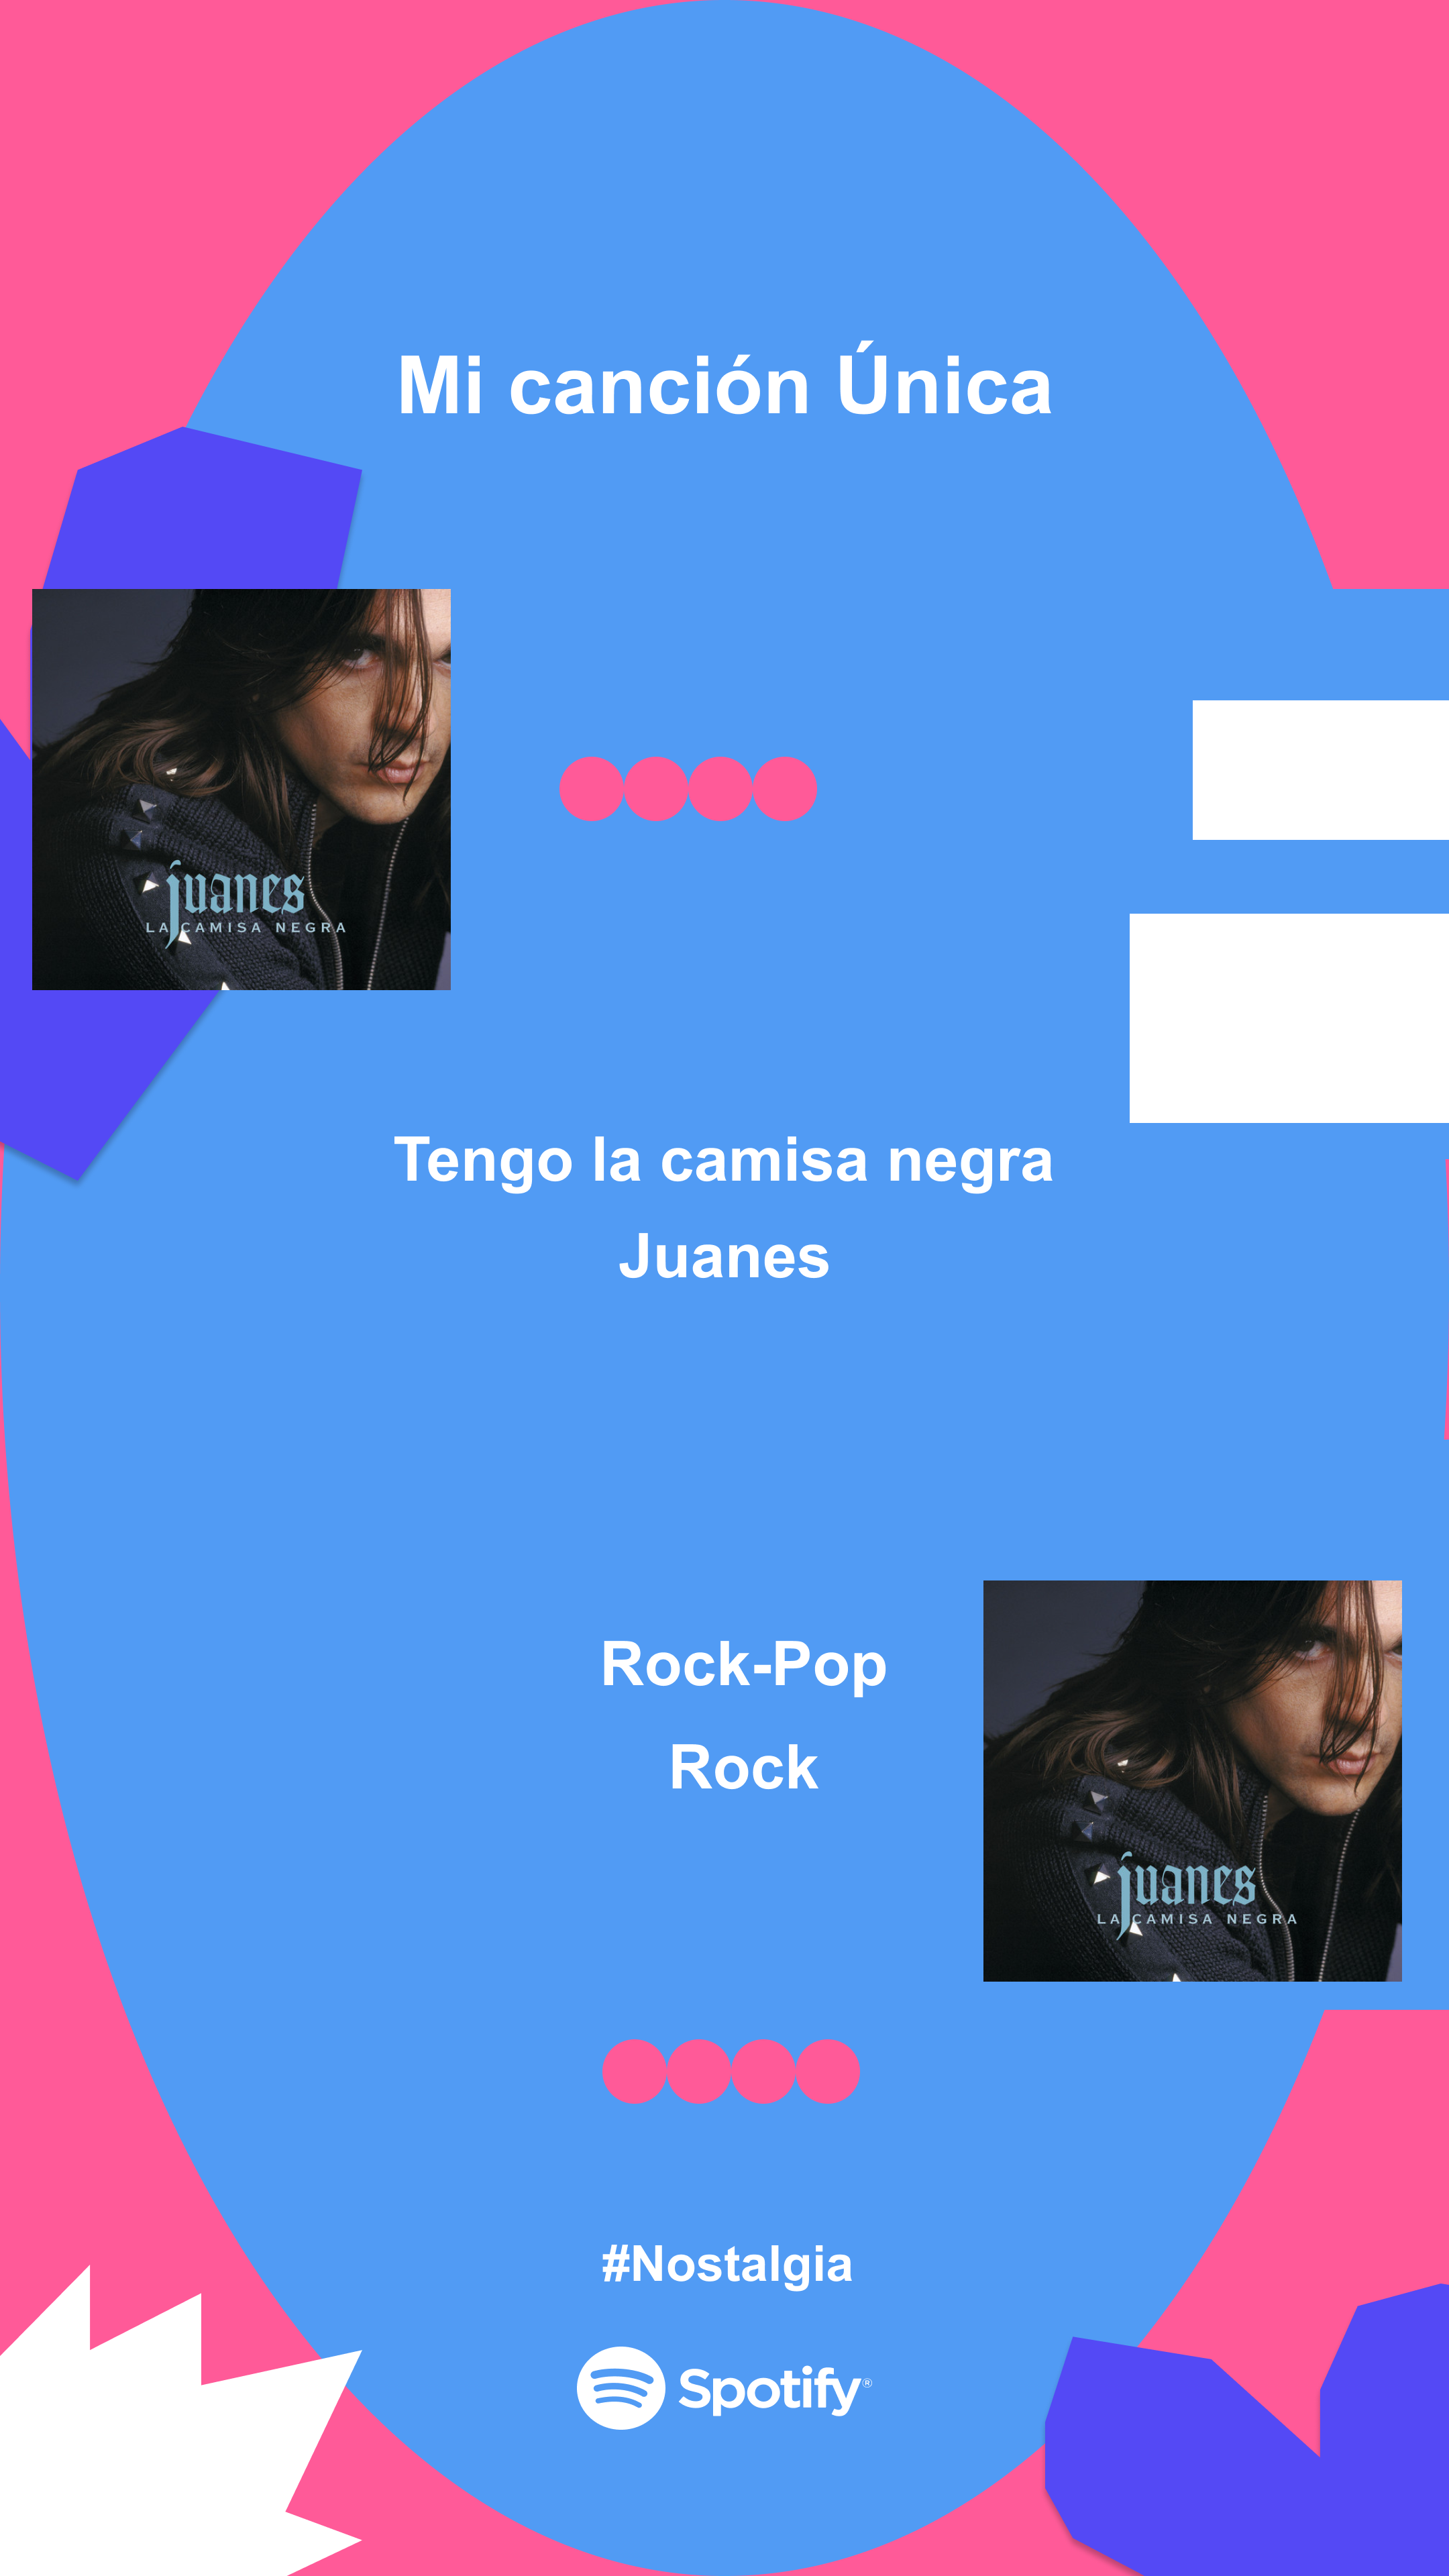 Mi canción Única
juanes
LA CAMISA NEGRA
Tengo la camisa negra
Juanes
Rock-Pop
Rock
juanes
LA CAMISA NEGRA
#Nostalgia
Spotify®